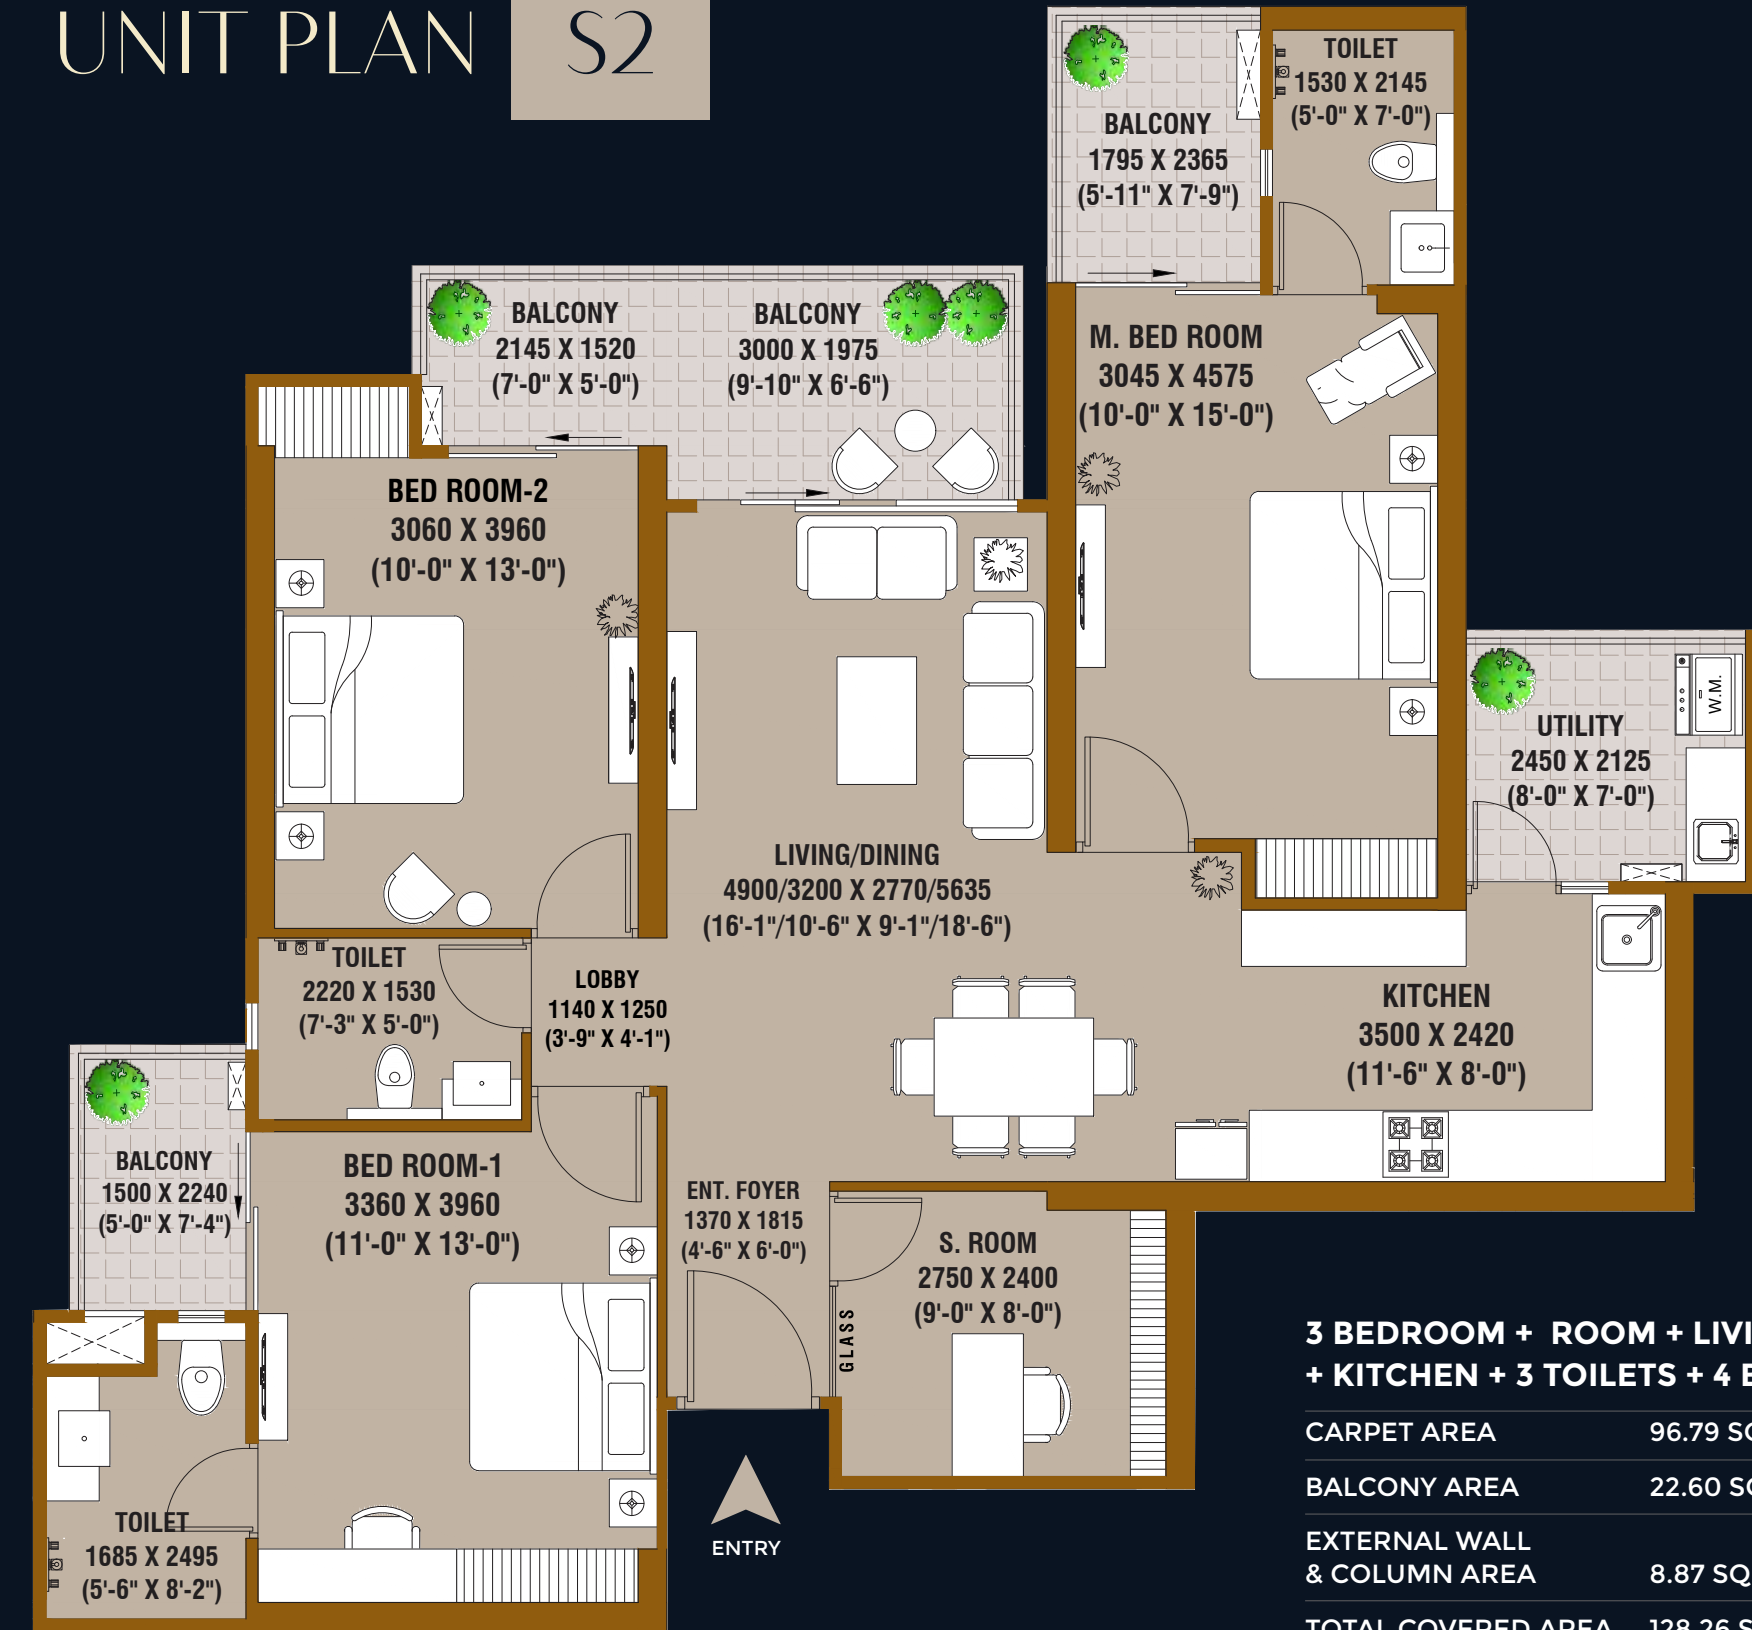 UNIT PLAN S2
TOILET
1530 X 2145
(5'-0" X 7'-0")
BALCONY
1795 X 2365
(5'-11" X 7'-9")
BALCONY
2145 X 1520
(7'-0" X 5'-0")
BALCONY
3000 X 1975
(9'-10" X 6'-6")
M. BED ROOM
3045 X 4575
(10'-0" X 15'-0")
BED ROOM-2
3060 X 3960
(10'-0" X 13'-0")
W.M.
UTILITY
2450 X 2125
(8'-0" X 7'-0")
LIVING/DINING
4900/3200 X 2770/5635
(16'-1"/10'-6" X 9'-1"/18'-6")
TOILET
2220 X 1530
(7'-3" X 5'-0")
LOBBY
1140 X 1250
(3'-9" X 4'-1")
KITCHEN
3500 X 2420
(11'-6" X 8'-0")
BALCONY
1500 X 2240
(5'-0" X 7'-4")
BED ROOM-1
3360 X 3960
(11'-0" X 13'-0")
ENT. FOYER
1370 X 1815
(4'-6" X 6'-0")
S. ROOM
2750 X 2400
(9'-0" X 8'-0")
GLASS
TOILET
1685 X 2495
(5'-6" X 8'-2")
ENTRY
3 BEDROOM + ROOM + LIVI
+ KITCHEN + 3 TOILETS + 4
CARPET AREA 96.79
BALCONY AREA 22.60
EXTERNAL WALL
& COLUMN AREA 8.87 SQ
TOTAL COVERED AREA 128.26